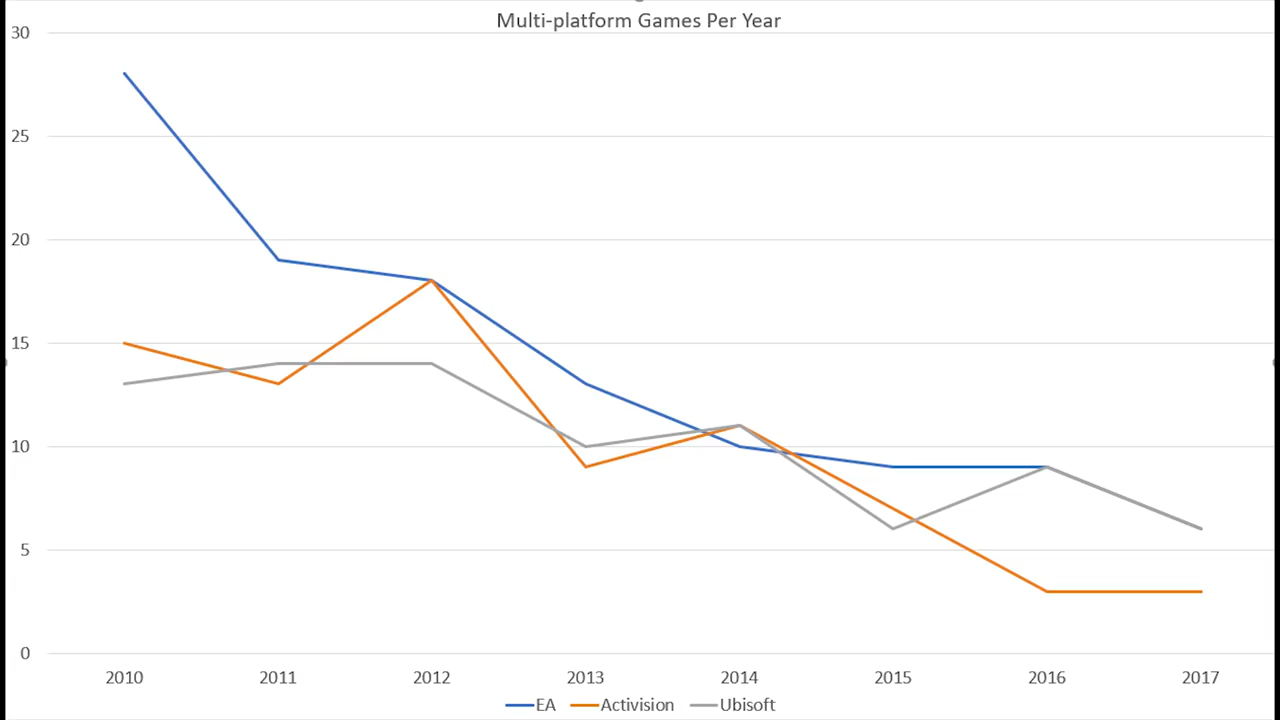 Multi-platform Games Per Year
30
25
20
15
10
5
0
2010 2011 2012 2013 2014 2015 2016 2017
EA Activision Ubisoft